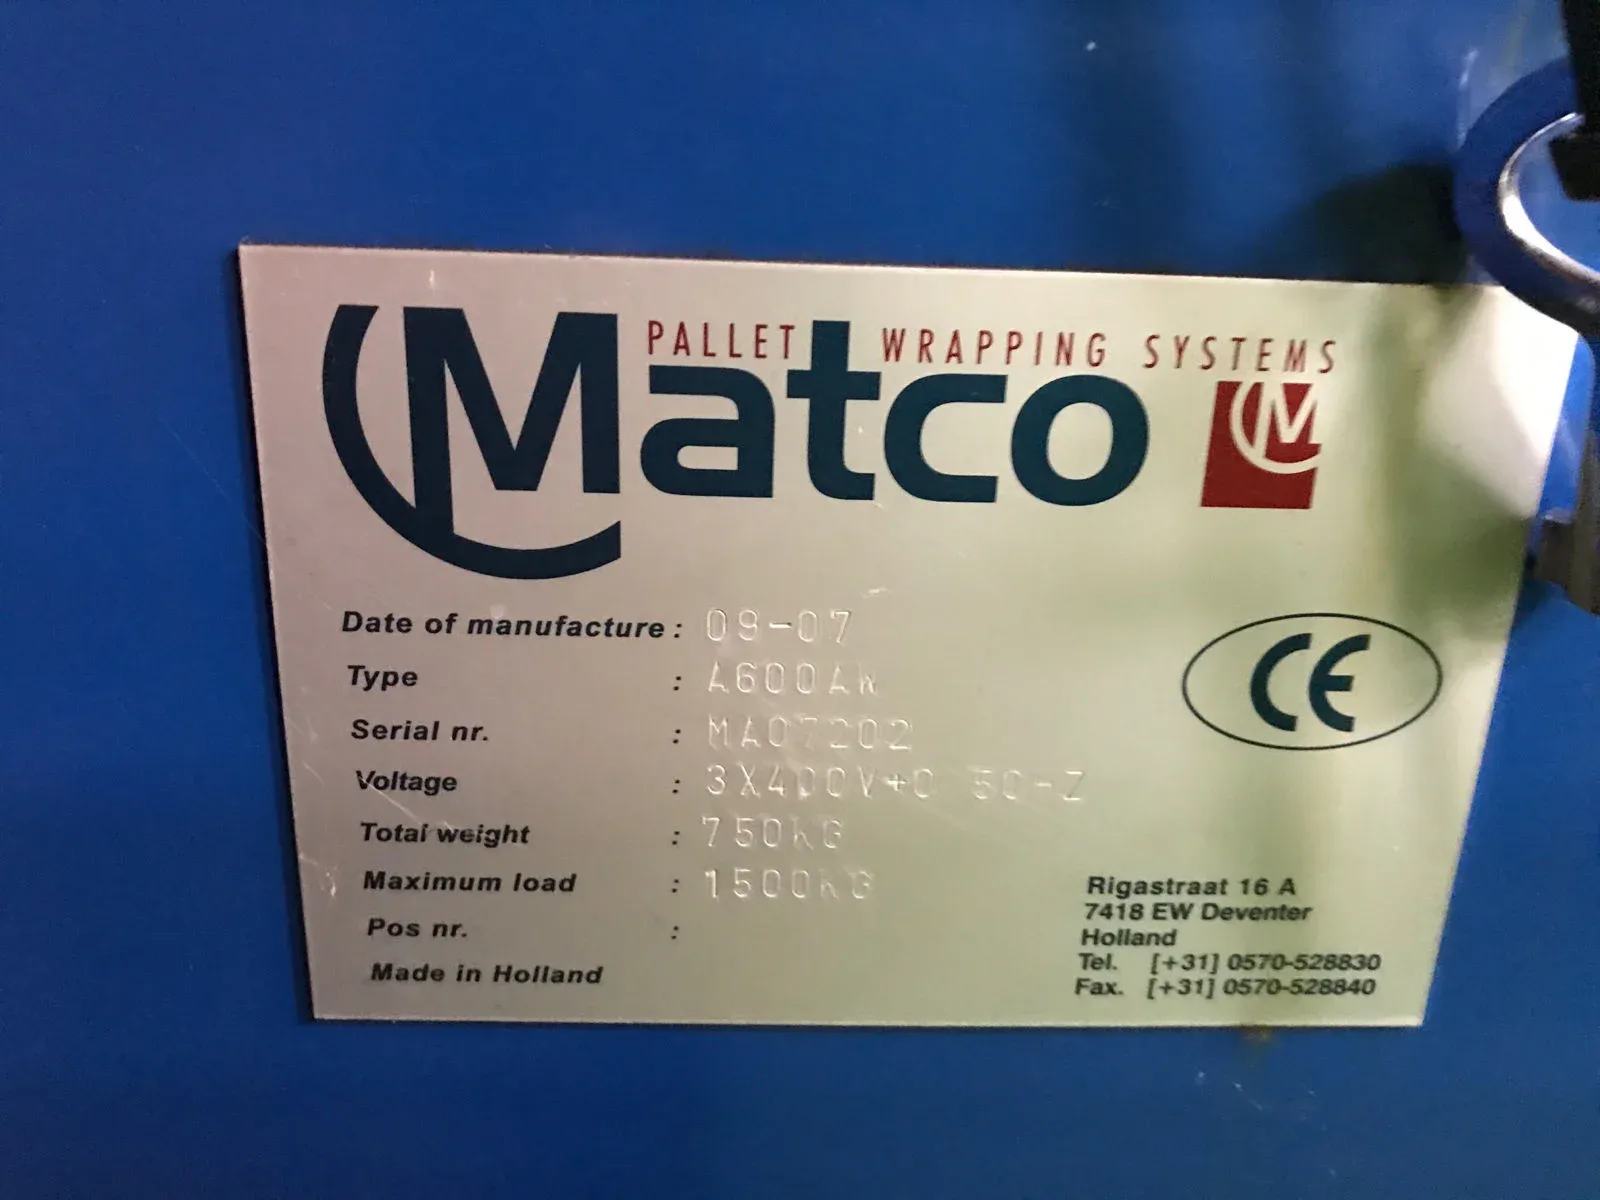 PALLET WRAPPING SYSTEMS
Matco
M
Date of manufacture : 09-07
Type : A600AW
Serial nr. : MA07202
Voltage : 3X400V+0
Total weight : 750KG
Maximum load : 1500KG
Pos nr. :
Made in Holland
CE
Rigastraat 16 A
7418 EW Deventer
Holland
Tel. [+31] 0570-528830
Fax. [+31] 0570-528840